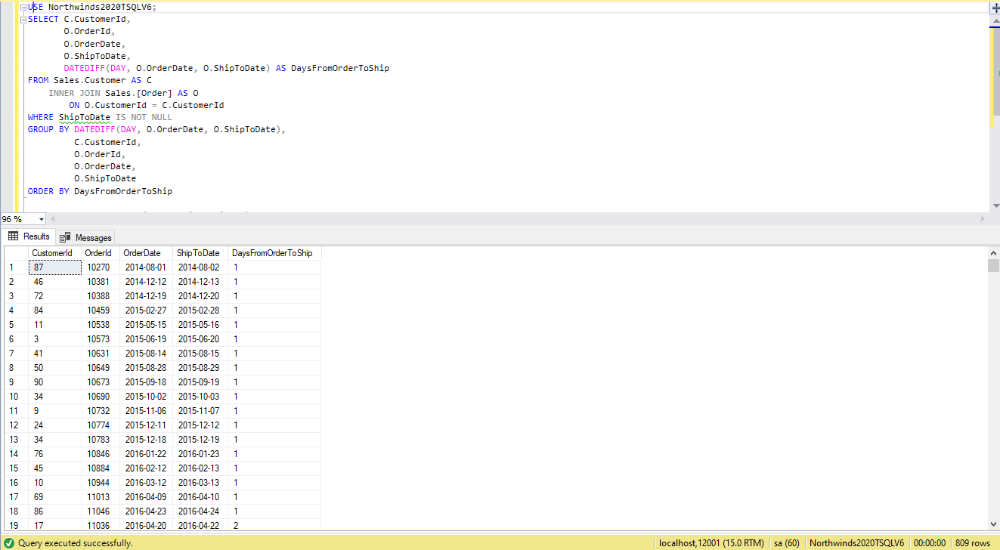 USE Northwinds2020TSQLV6;
SELECT C.CustomerId,
O.OrderId,
O.OrderDate,
O.ShipToDate,
DATEDIFF(DAY, O.OrderDate, O.ShipToDate) AS DaysFromOrderToShip
FROM Sales.Customer AS C
INNER JOIN Sales.[Order] AS O
ON O.CustomerId = C.CustomerId
WHERE ShipToDate IS NOT NULL
GROUP BY DATEDIFF(DAY, O.OrderDate, O.ShipToDate),
C.CustomerId,
O.OrderId,
O.OrderDate,
O.ShipToDate
ORDER BY DaysFromOrderToShip
96 %
Results Messages
CustomerId OrderId OrderDate ShipToDate DaysFromOrderToShip
1 87 10270 2014-08-01 2014-08-02 1
2 46 10381 2014-12-12 2014-12-13 1
3 72 10388 2014-12-19 2014-12-20 1
4 84 10459 2015-02-27 2015-02-28 1
5 11 10538 2015-05-15 2015-05-16 1
6 3 10573 2015-06-19 2015-06-20 1
7 41 10631 2015-08-14 2015-08-15 1
8 50 10649 2015-08-28 2015-08-29 1
9 90 10673 2015-09-18 2015-09-19 1
10 34 10690 2015-10-02 2015-10-03 1
11 9 10732 2015-11-06 2015-11-07 1
12 24 10774 2015-12-11 2015-12-12 1
13 34 10783 2015-12-18 2015-12-19 1
14 76 10846 2016-01-22 2016-01-23 1
15 45 10884 2016-02-12 2016-02-13 1
16 10 10944 2016-03-12 2016-03-13 1
17 69 11013 2016-04-09 2016-04-10 1
18 86 11046 2016-04-23 2016-04-24 1
19 17 11036 2016-04-20 2016-04-22 2
Query executed successfully. localhost,12001 (15.0 RTM) sa (60) Northwinds2020TSQLV6 00:00:00 809 rows